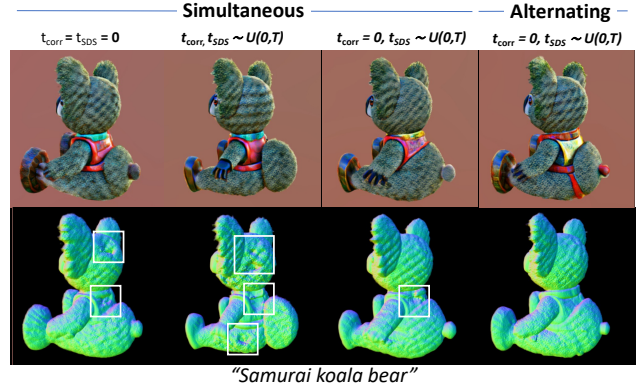 Simultaneous Alternating
t_corr = t_SDS = 0 t_corr, t_SDS ~ U(0,T) t_corr = 0, t_SDS ~ U(0,T) t_corr = 0, t_SDS ~ U(0,T)
"Samurai koala bear"